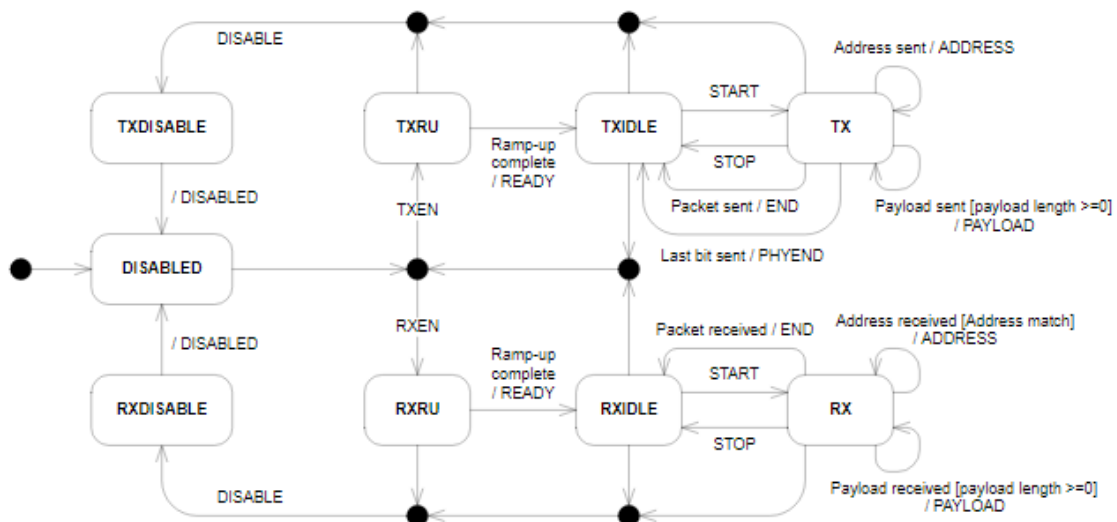 DISABLE
Address sent / ADDRESS
START
TXDISABLE
TXRU
TXIDLE
TX
Ramp-up
complete
/ READY
STOP
/ DISABLED
TXEN
Packet sent / END
Payload sent [payload length >=0]
/ PAYLOAD
Last bit sent / PHYEND
DISABLED
RXEN
Packet received / END
Address received [Address match]
/ ADDRESS
/ DISABLED
Ramp-up
complete
/ READY
START
RXDISABLE
RXRU
RXIDLE
RX
STOP
DISABLE
Payload received [payload length >=0]
/ PAYLOAD